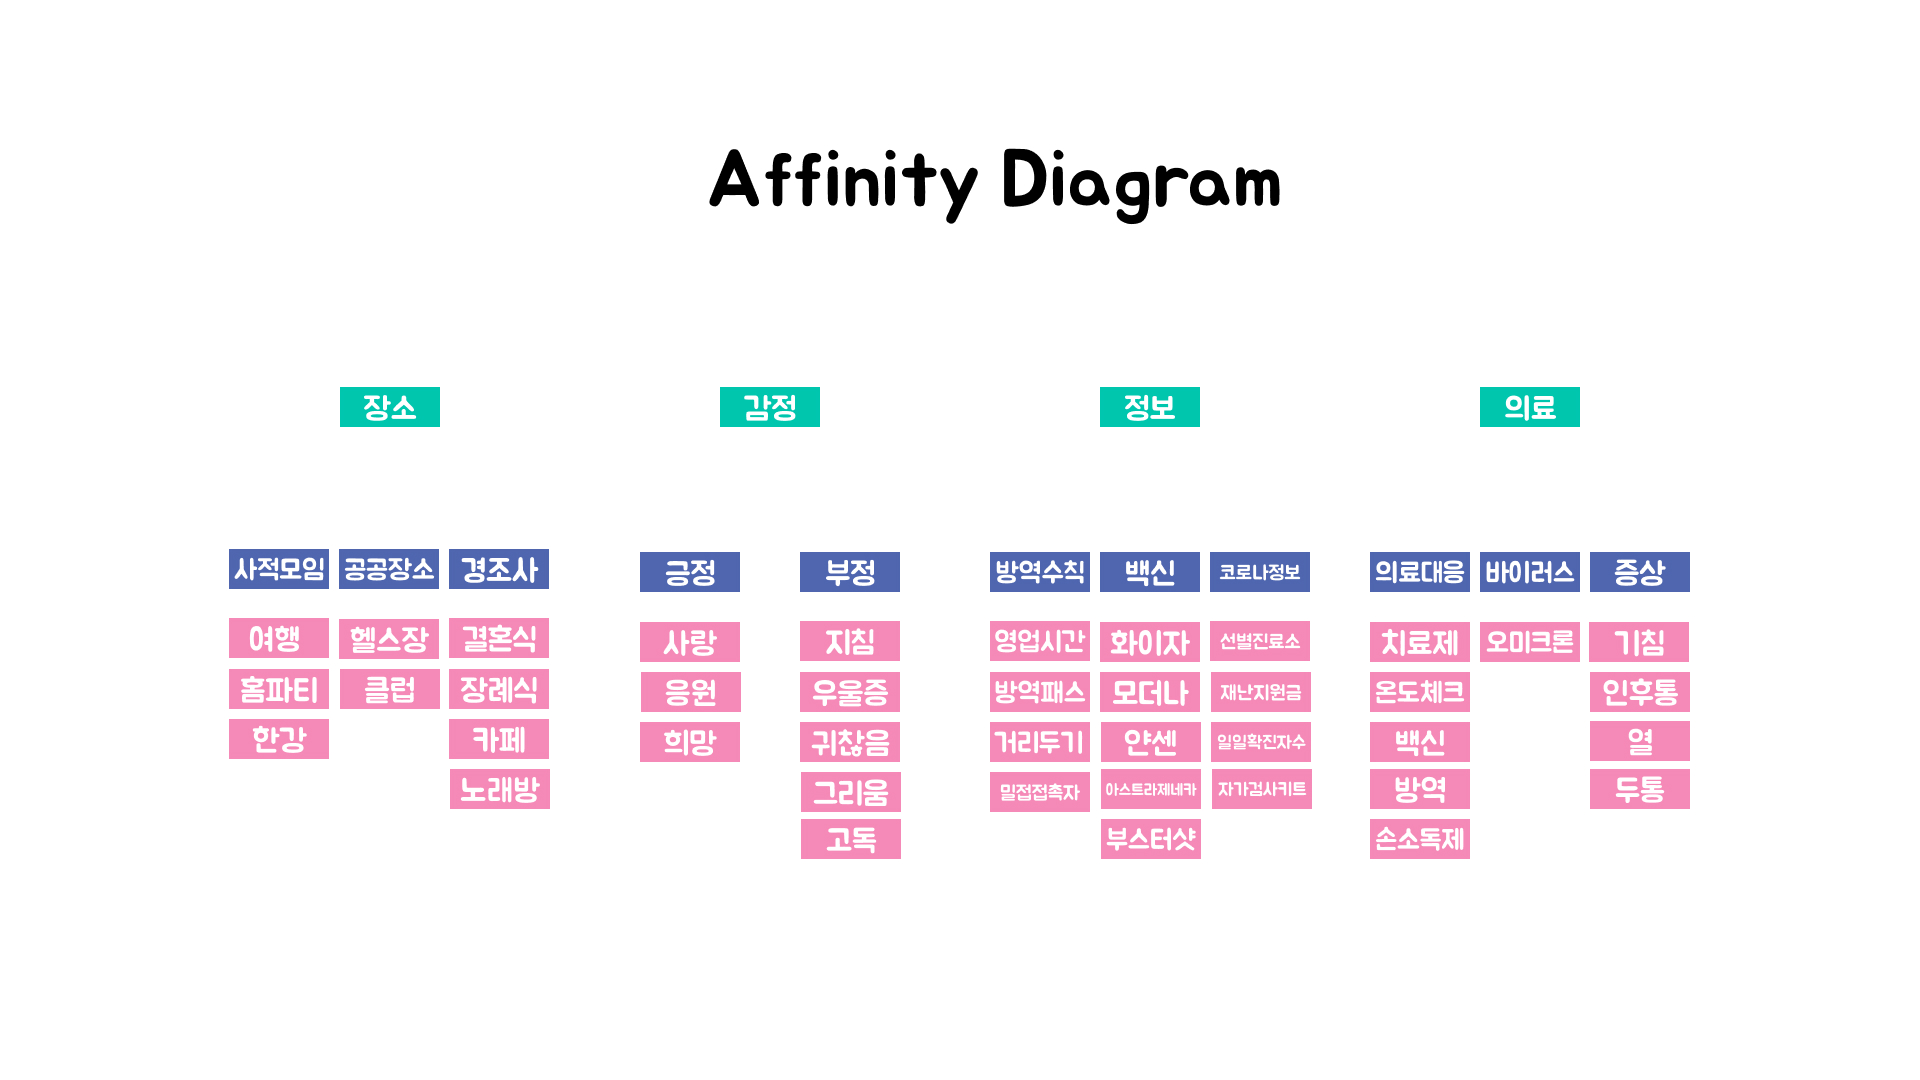 Affinity Diagram
장소
감정
정보
의료
사적모임
공공장소
경조사
여행
헬스장
결혼식
홈파티
클럽
장례식
한강
카페
노래방
긍정
부정
사랑
지침
응원
우울증
희망
귀찮음
그리움
고독
방역수칙
백신
코로나정보
영업시간
화이자
선별진료소
방역패스
모더나
재난지원금
거리두기
얀센
일일확진자수
밀접접촉자
아스트라제네카
자가검사키트
부스터샷
의료대응
바이러스
증상
치료제
오미크론
기침
온도체크
인후통
백신
열
방역
두통
손소독제